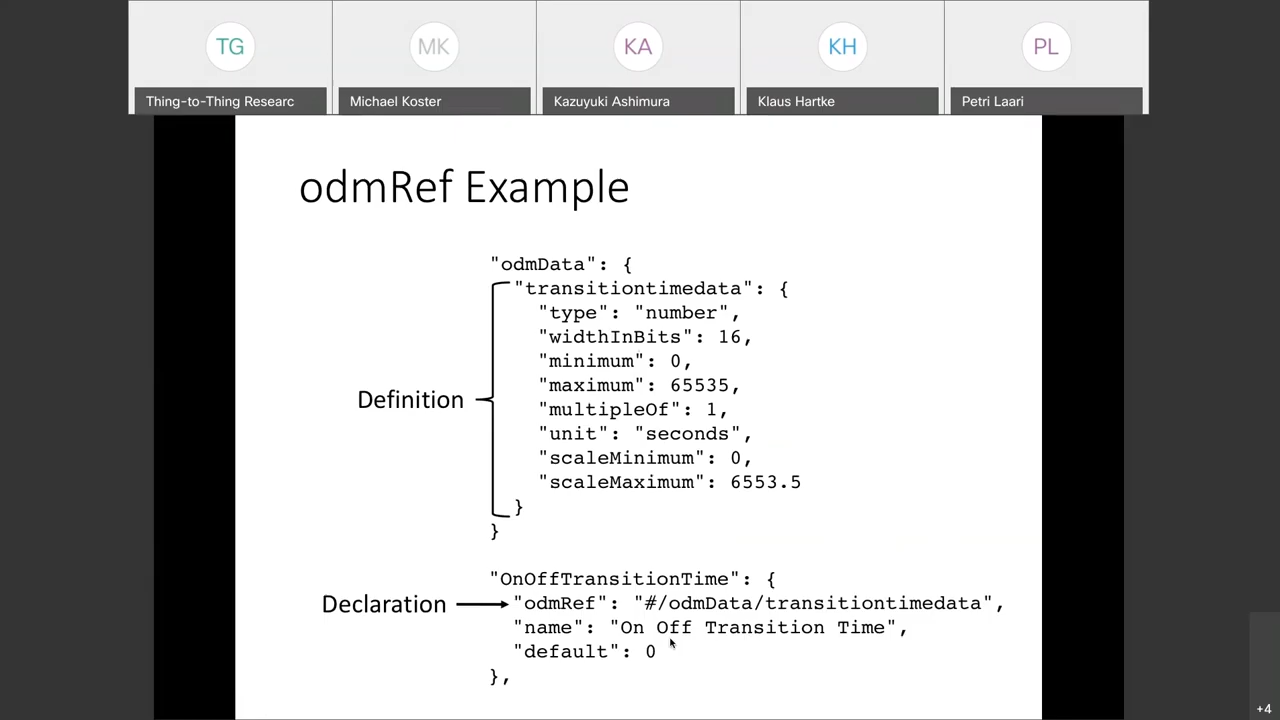 TG
MK
KA
KH
PL
Thing-to-Thing Researc
Michael Koster
Kazuyuki Ashimura
Klaus Hartke
Petri Laari
odmRef Example
"odmData": {
"transitiontimedata": {
"type": "number",
"widthInBits": 16,
"minimum": 0,
"maximum": 65535,
Definition
"multipleOf": 1,
"unit": "seconds",
"scaleMinimum": 0,
"scaleMaximum": 6553.5
}
}
"OnOffTransitionTime": {
Declaration
"odmRef": "#/odmData/transitiontimedata",
"name": "On Off Transition Time",
"default": 0
},
+4